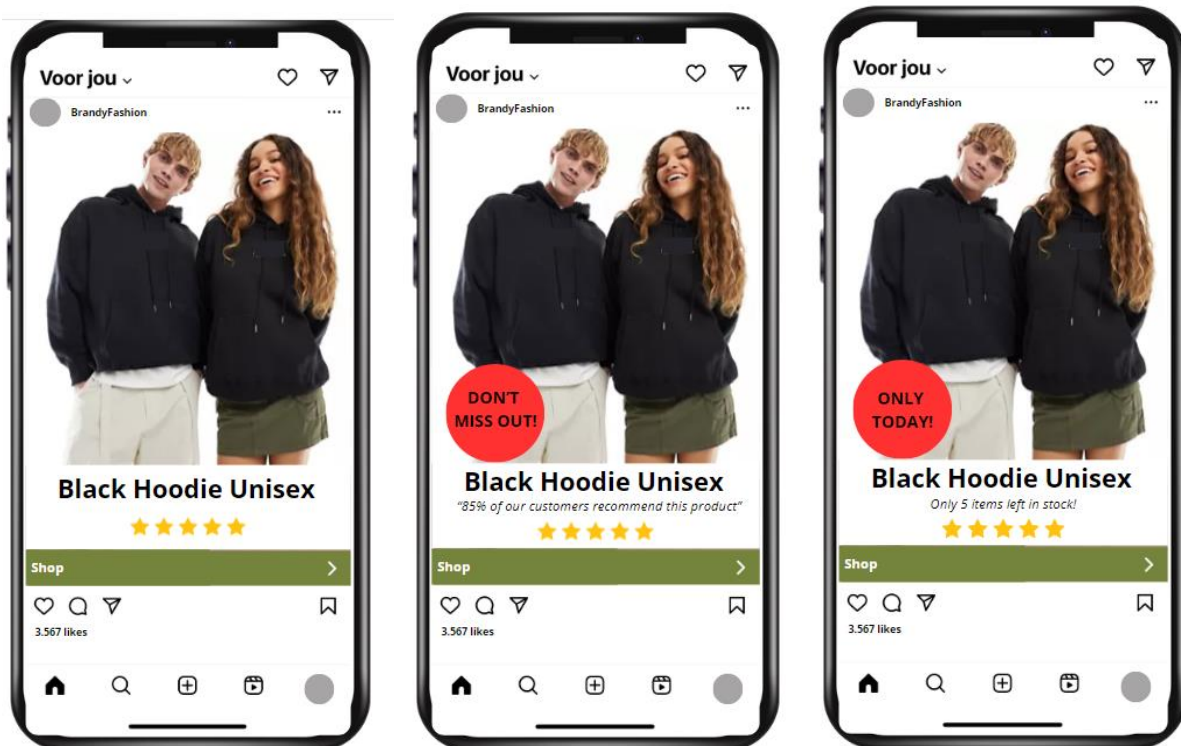 Voor jou
BrandyFashion
Black Hoodie Unisex
Shop
3.567 likes
Voor jou
BrandyFashion
DON'T
MISS OUT!
Black Hoodie Unisex
“85% of our customers recommend this product”
Shop
3.567 likes
Voor jou
BrandyFashion
ONLY
TODAY!
Black Hoodie Unisex
Only 5 items left in stock!
Shop
3.567 likes